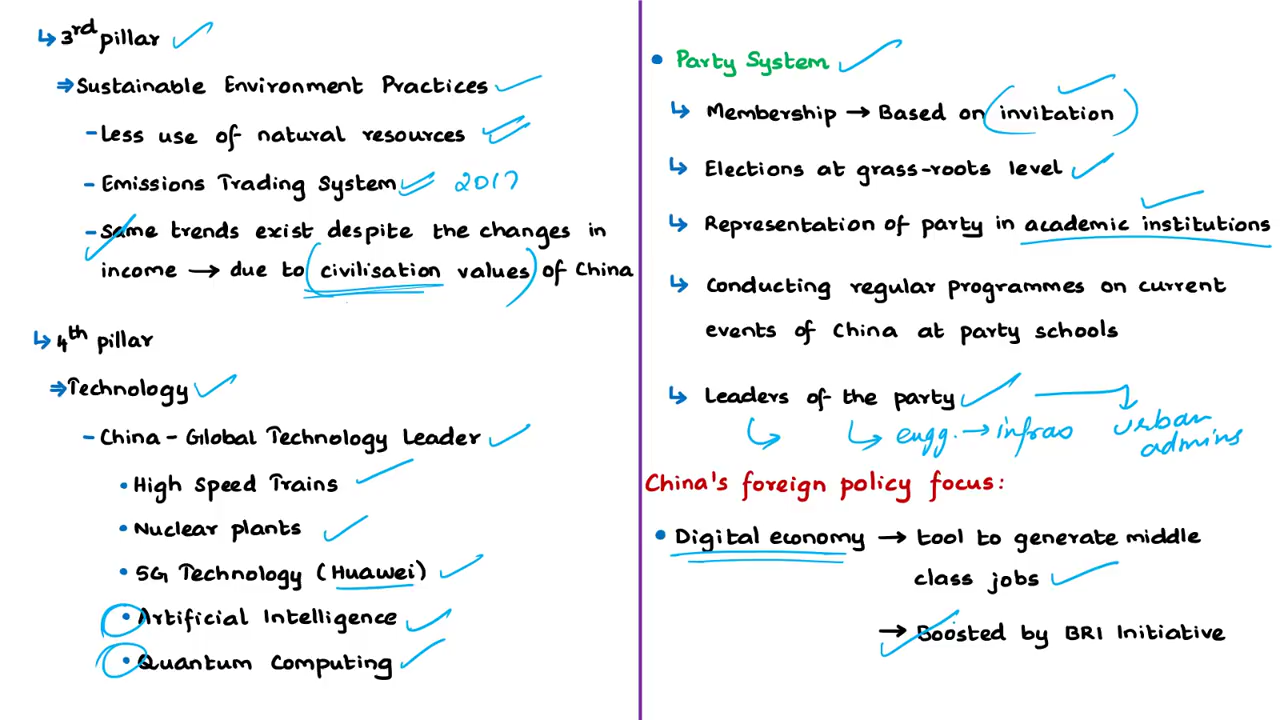 ↳ 3rd pillar
⇒ Sustainable Environment Practices
- Less use of natural resources
- Emissions Trading System 2017
- Same trends exist despite the changes in
income → due to civilisation values of China
↳ 4th pillar
⇒ Technology
- China - Global Technology Leader
• High Speed Trains
• Nuclear plants
• 5G Technology (Huawei)
• Artificial Intelligence
• Quantum Computing
• Party System
↳ Membership → Based on invitation
↳ Elections at grass-roots level
↳ Representation of party in academic institutions
↳ Conducting regular programmes on current
events of China at party schools
↳ Leaders of the party
↳ engg. → infras
urban
admins
China's foreign policy focus:
• Digital economy → tool to generate middle
class jobs
→ Boosted by BRI Initiative